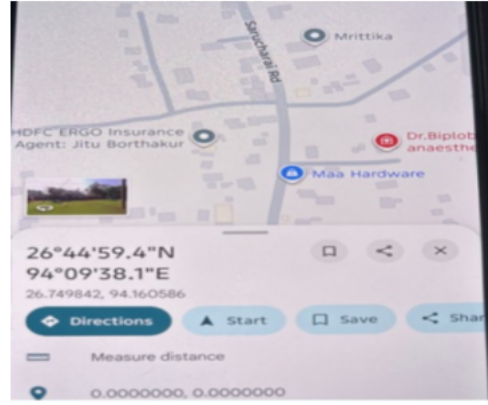 Sarucharai Rd
Mrittika
HDFC ERGO Insurance
Agent: Jitu Borthakur
Dr.Biplob
anaesthe
Maa Hardware
26°44'59.4"N
94°09'38.1"E
26.749842, 94.160586
Directions
Start
Save
Shar
Measure distance
0.0000000, 0.0000000